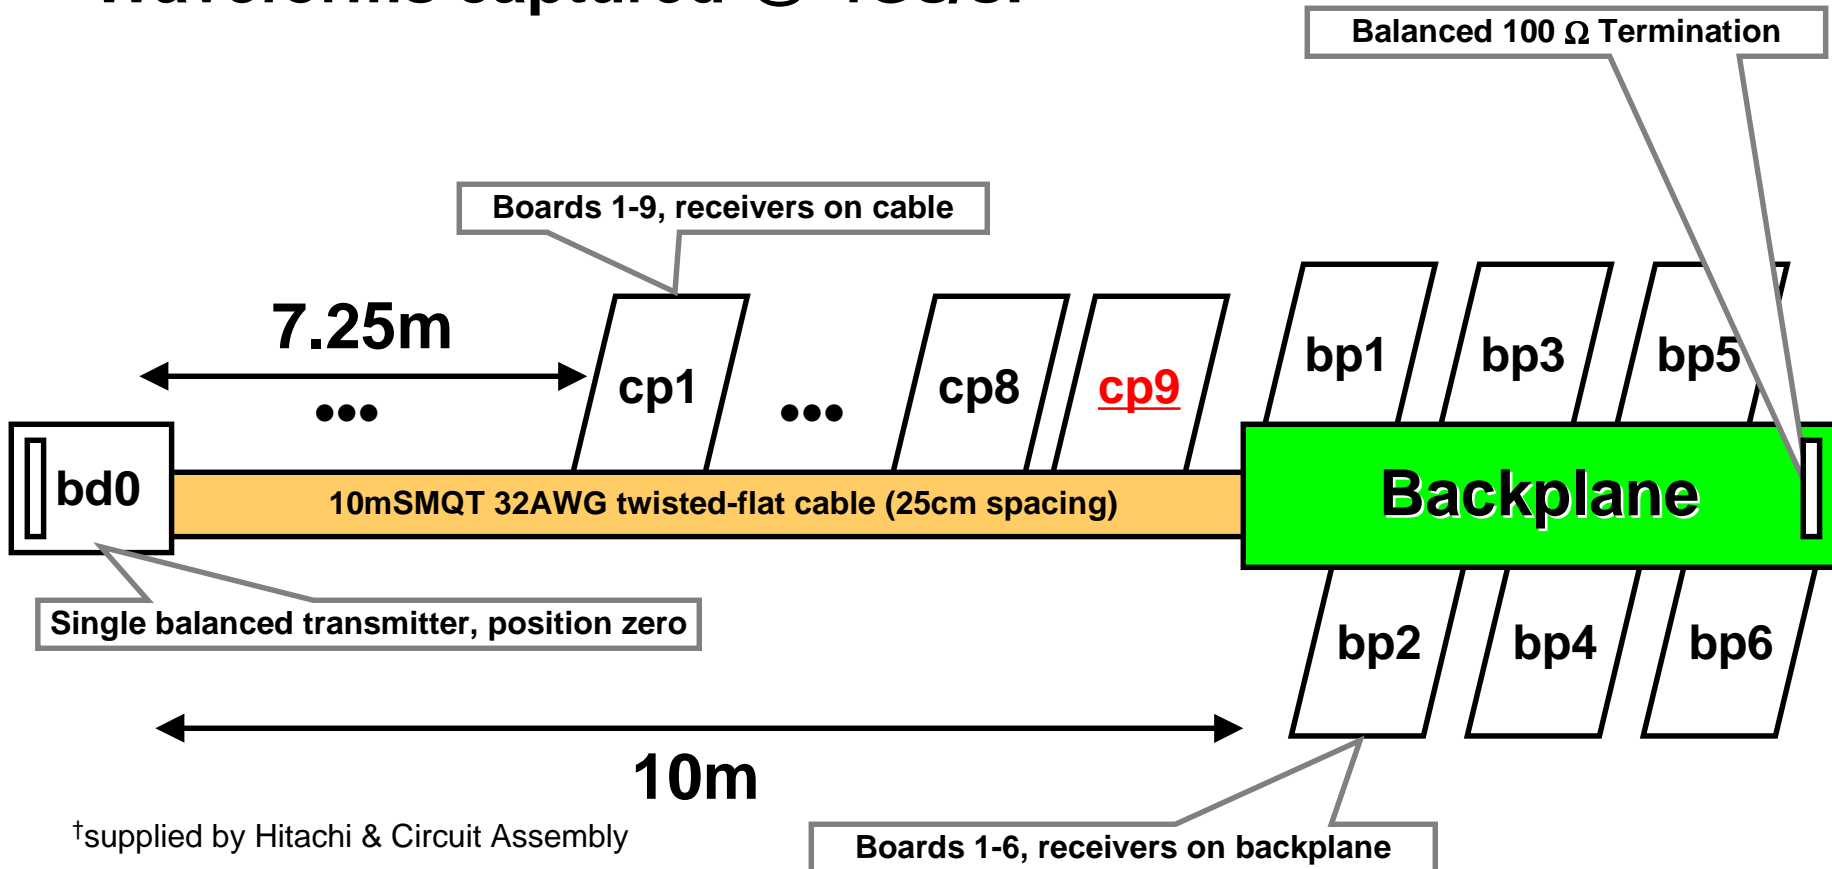 Balanced 100 Ω Termination
Boards 1-9, receivers on cable
7.25m
•••
cp1
•••
cp8
cp9
bp1
bp3
bp5
bd0
10mSMQT 32AWG twisted-flat cable (25cm spacing)
Backplane
Single balanced transmitter, position zero
bp2
bp4
bp6
10m
†supplied by Hitachi & Circuit Assembly
Boards 1-6, receivers on backplane